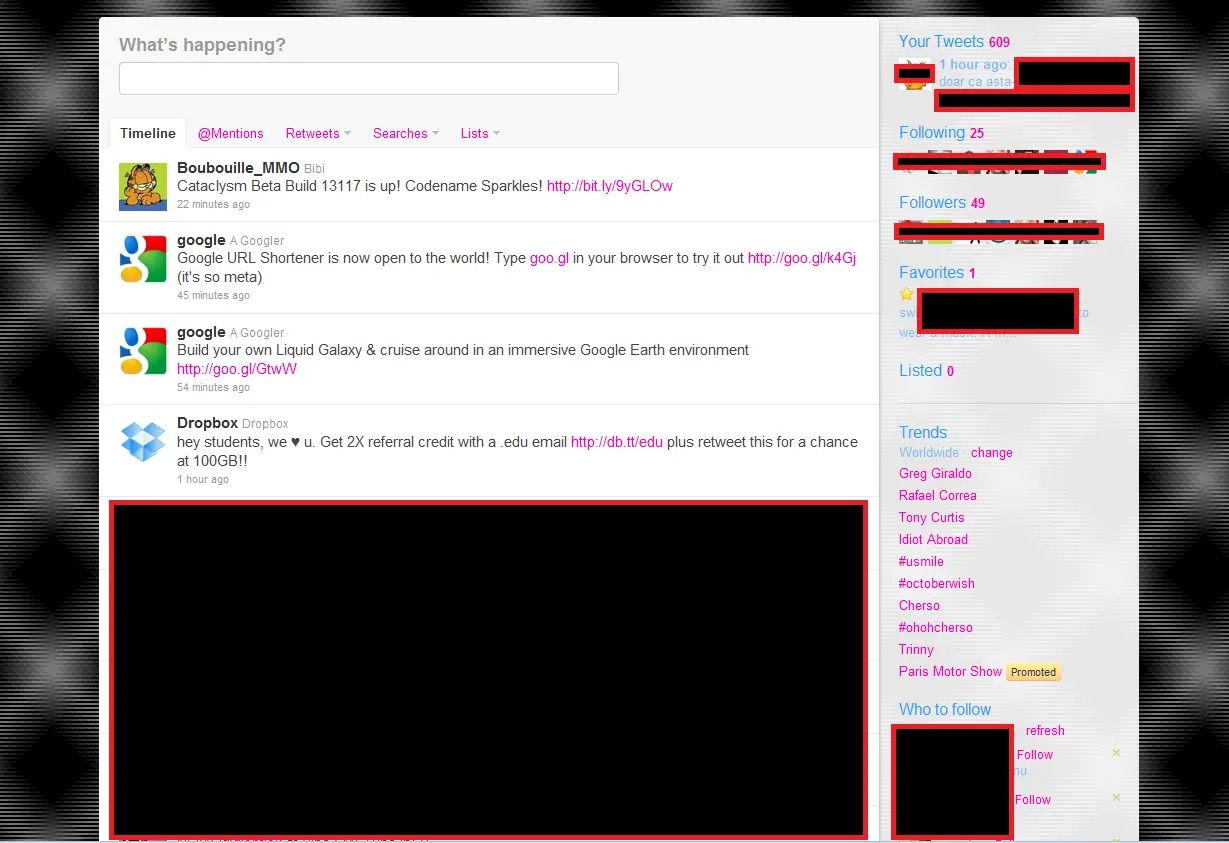 What's happening?
Timeline @Mentions Retweets Searches Lists
Boubouille_MMO Bibi
Cataclysm Beta Build 13117 is up! Codename Sparkles! http://bit.ly/9yGLOw
22 minutes ago
google A Googler
Google URL Shortener is now open to the world! Type goo.gl in your browser to try it out http://goo.gl/k4Gj
(it's so meta)
45 minutes ago
google A Googler
Build your own Liquid Galaxy & cruise around in an immersive Google Earth environment
http://goo.gl/GtwW
54 minutes ago
Dropbox Dropbox
hey students, we ♥ u. Get 2X referral credit with a .edu email http://db.tt/edu plus retweet this for a chance
at 100GB!!
1 hour ago
Your Tweets 609
1 hour ago:
doar ca asta-
Following 25
Followers 49
Favorites 1
to
Listed 0
Trends
Worldwide · change
Greg Giraldo
Rafael Correa
Tony Curtis
Idiot Abroad
#usmile
#octoberwish
Cherso
#ohohcherso
Trinny
Paris Motor Show Promoted
Who to follow
refresh
Follow
Follow